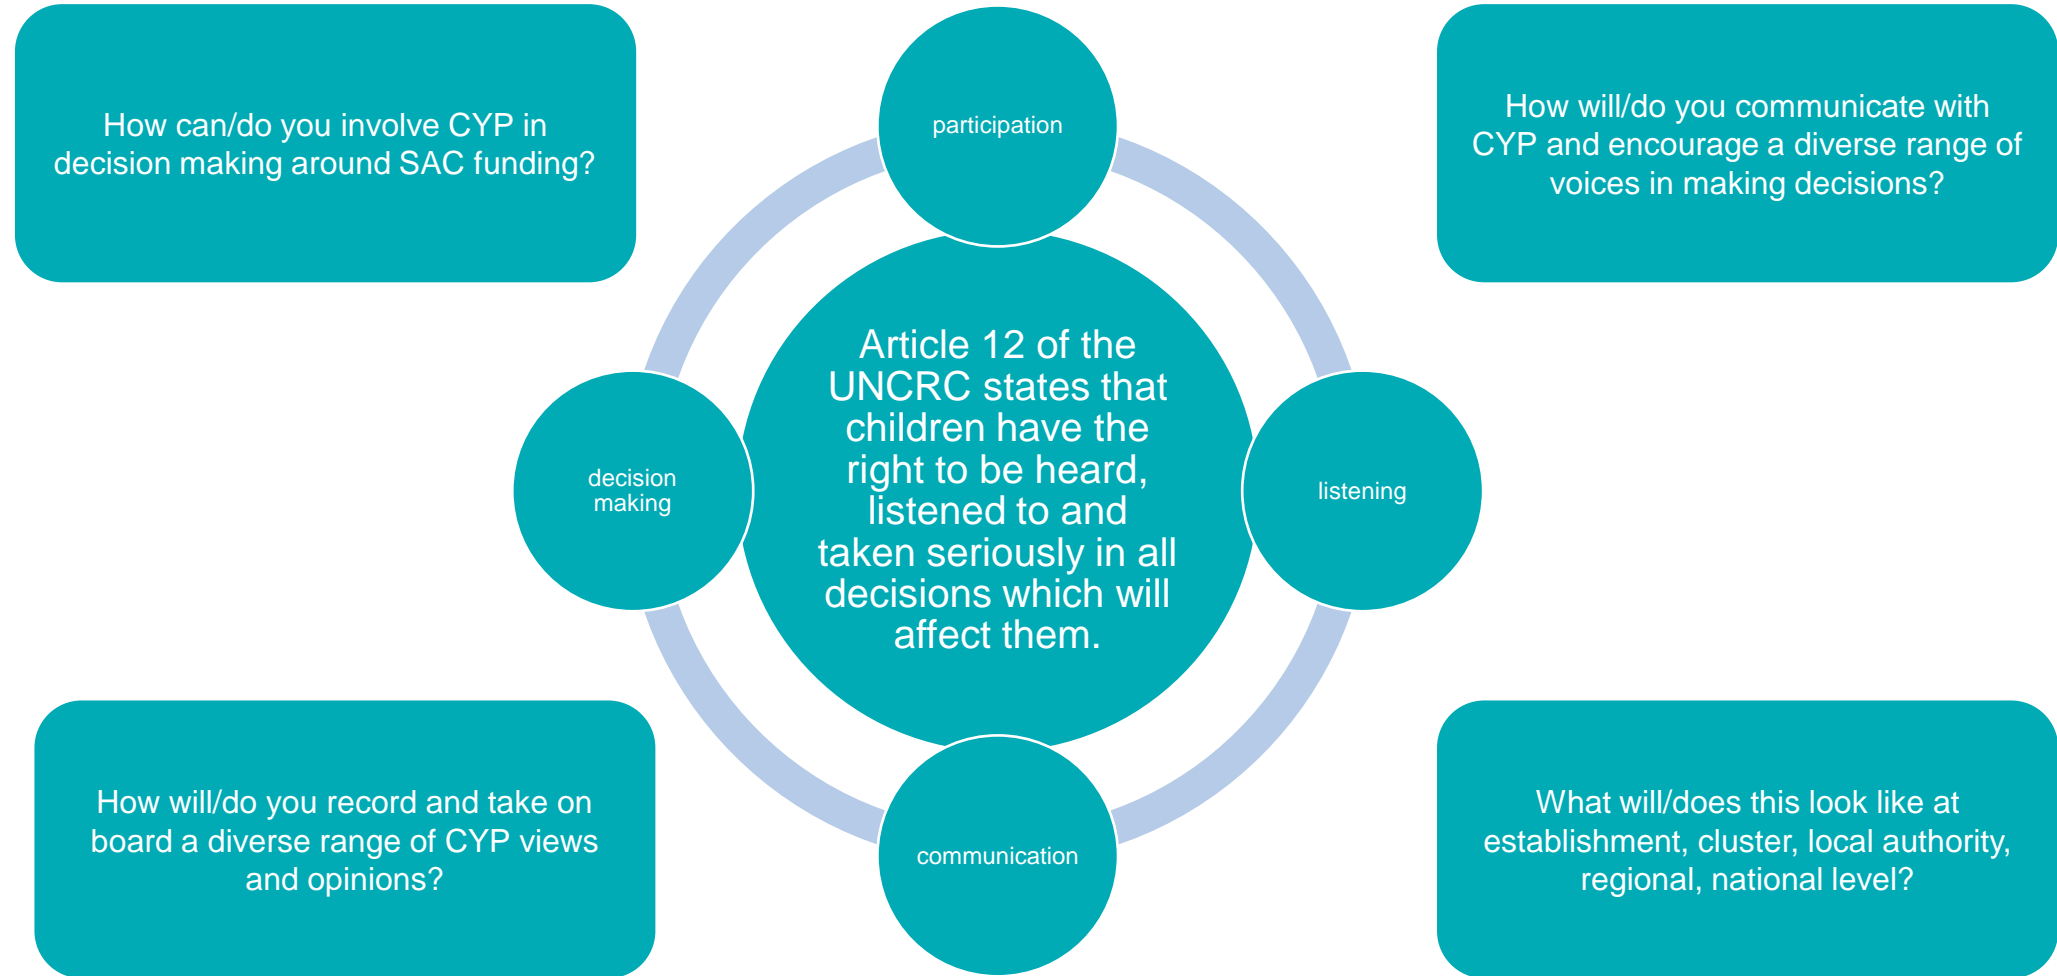 How can/do you involve CYP in
decision making around SAC funding?
participation
How will/do you communicate with
CYP and encourage a diverse range of
voices in making decisions?
Article 12 of the
UNCRC states that
children have the
right to be heard,
listened to and
taken seriously in all
decisions which will
affect them.
decision
making
listening
How will/do you record and take on
board a diverse range of CYP views
and opinions?
communication
What will/does this look like at
establishment, cluster, local authority,
regional, national level?